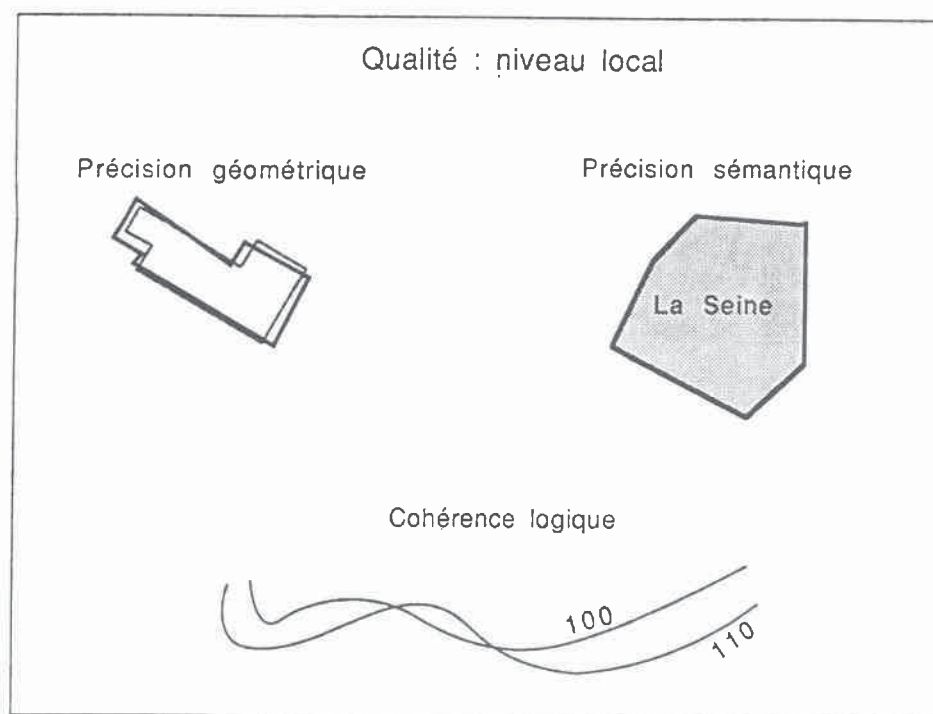 Qualité : niveau local
Précision géométrique
Précision sémantique
La Seine
Cohérence logique
100
110